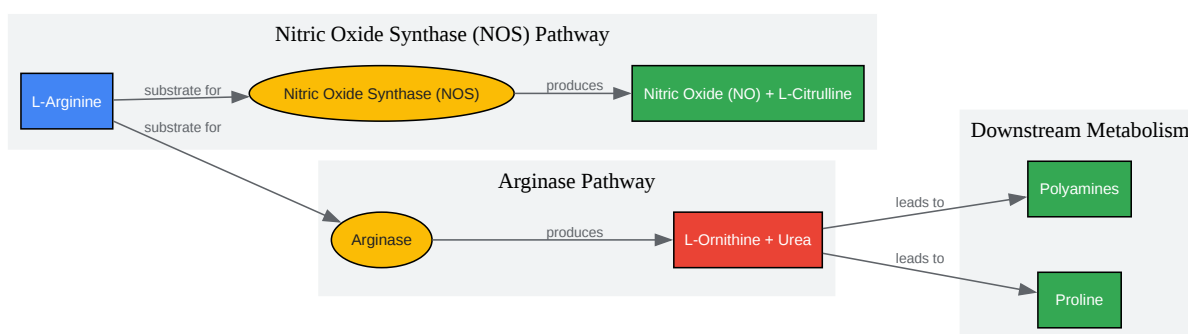 Nitric Oxide Synthase (NOS) Pathway
L-Arginine
substrate for
Nitric Oxide Synthase (NOS)
produces
Nitric Oxide (NO) + L-Citrulline
substrate for
Arginase Pathway
Arginase
produces
L-Ornithine + Urea
leads to
leads to
Downstream Metabolism
Polyamines
Proline